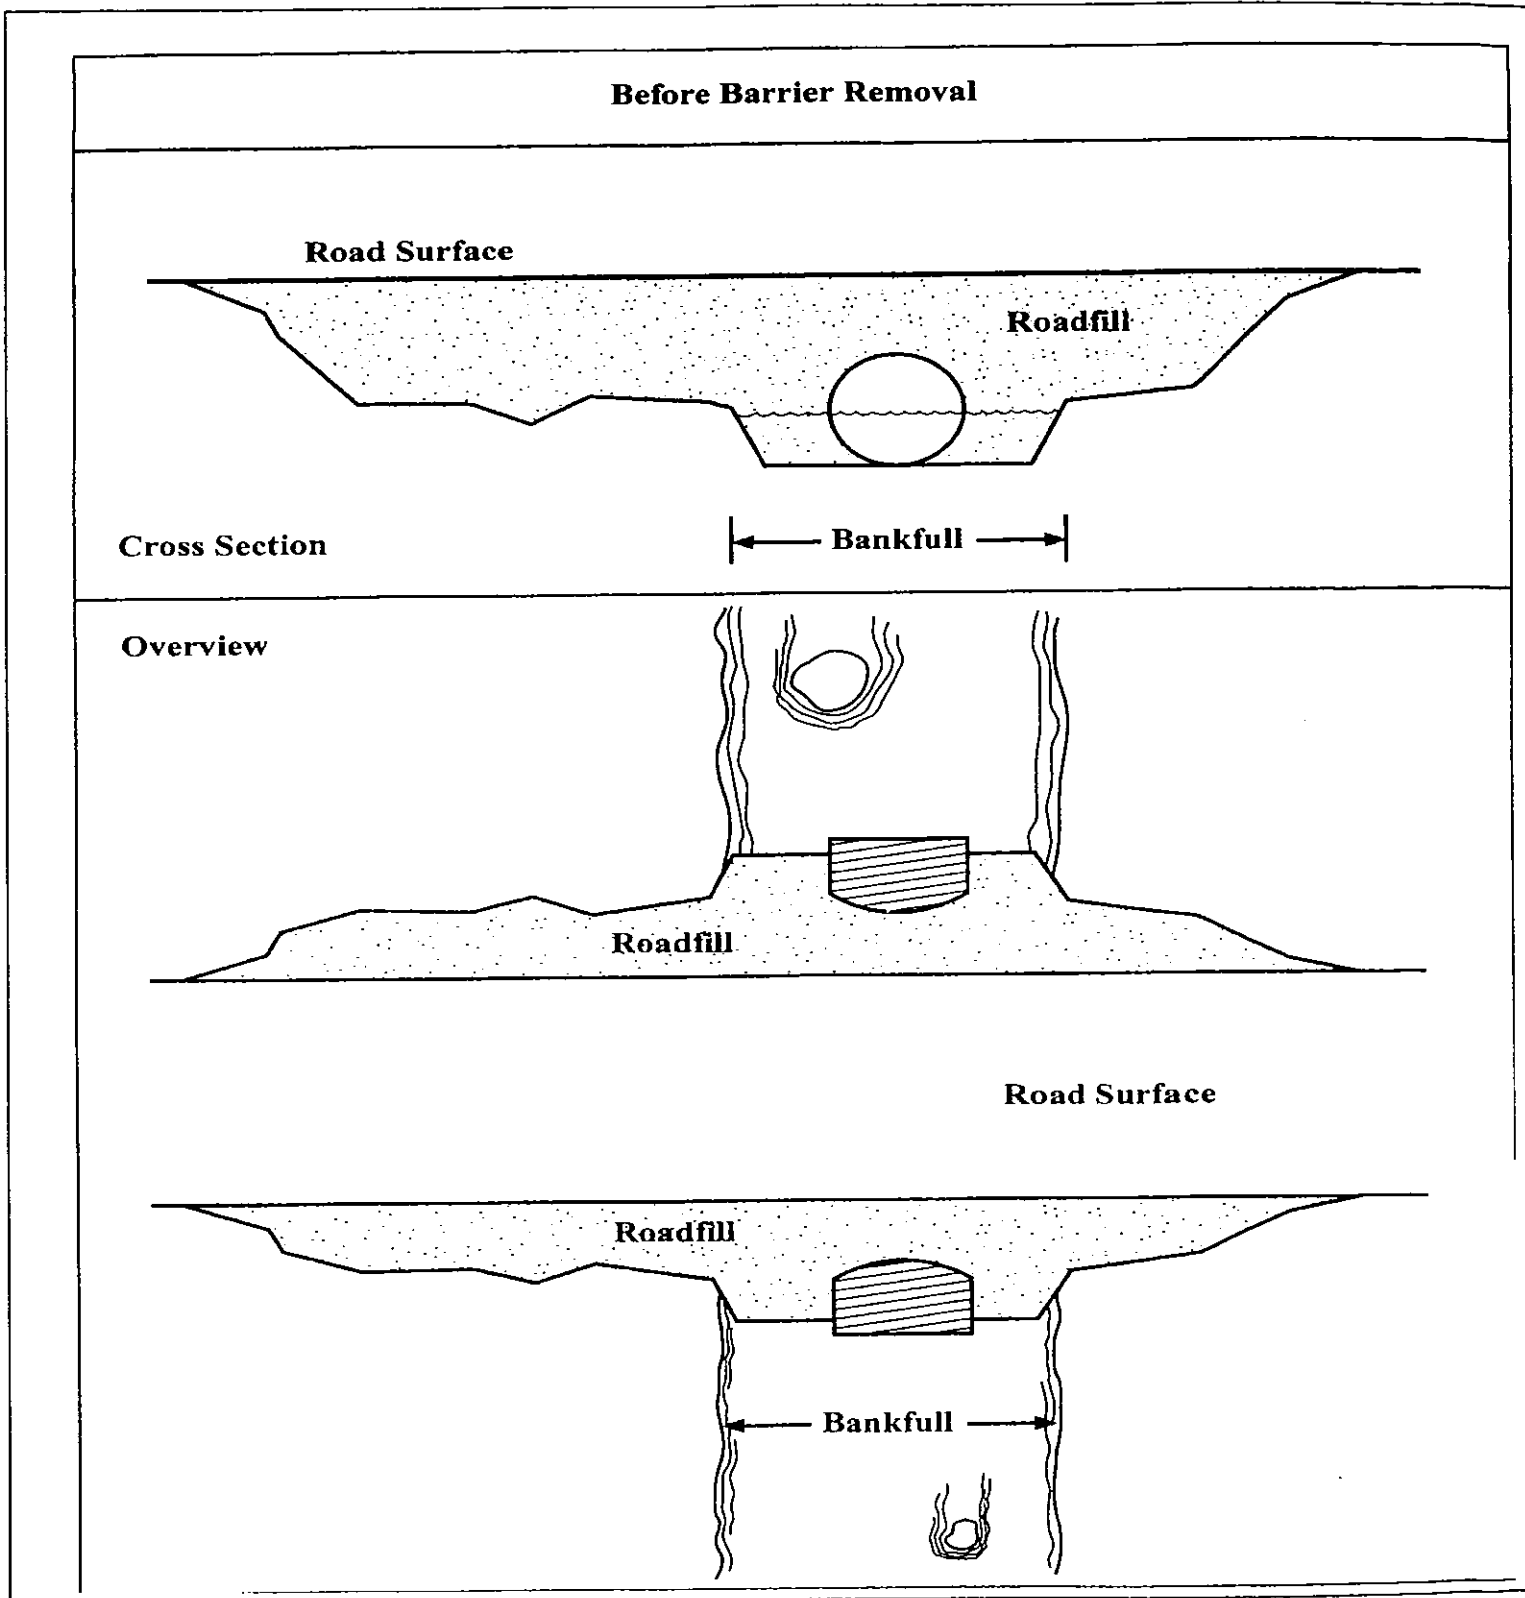 Before Barrier Removal
Road Surface
Roadfill
Bankfull
Cross Section
Overview
Roadfill
Road Surface
Roadfill
Bankfull